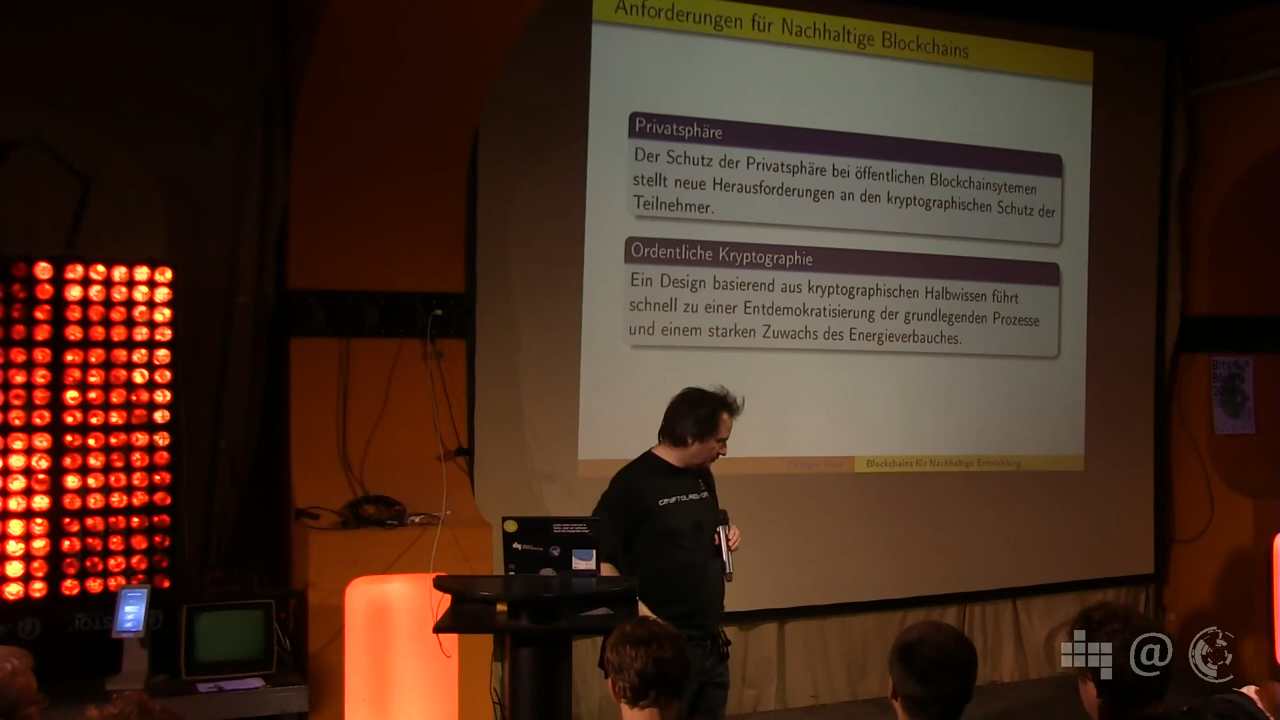 Anforderungen für Nachhaltige Blockchains
Privatsphäre
Der Schutz der Privatsphäre bei öffentlichen Blockchainsytemen
stellt neue Herausforderungen an den kryptographischen Schutz der
Teilnehmer.
Ordentliche Kryptographie
Ein Design basierend aus kryptographischen Halbwissen führt
schnell zu einer Entdemokratisierung der grundlegenden Prozesse
und einem starken Zuwachs des Energieverbauches.
Blockchains für Nachhaltige Entwicklung
@